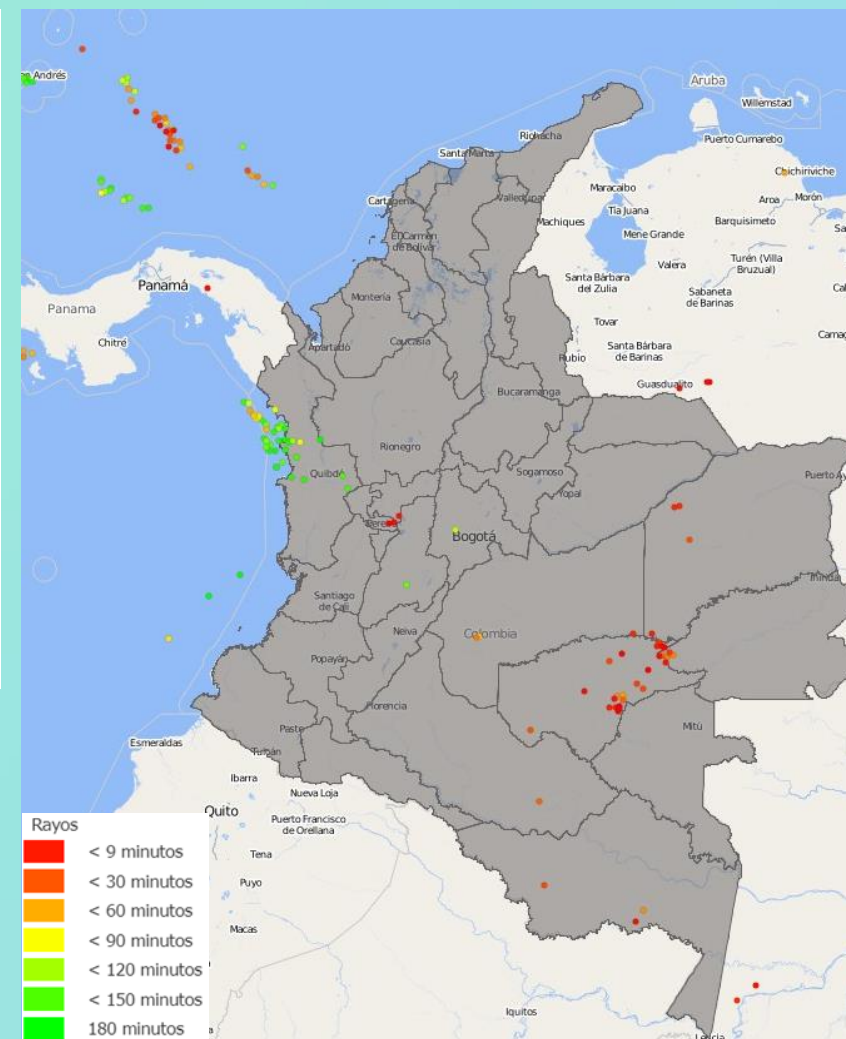 en Andrés
Aruba
Willemstad
Riohacha
Puerto Cumarebo
Santa Marta
Chichiriviche
Maracaibo
Valledupar
Cartagena
Aroa
Morón
Tía Juana
Machiques
Barquisimeto
Mene Grande
El Carmen
de Bolívar
Turén (Villa
Bruzual)
Valera
Santa Bárbara
del Zulia
Panamá
Sabaneta
de Barinas
Montería
Panama
Tovar
Chitré
Caucasia
Apartadó
Santa Bárbara
de Barinas
Rubio
Guasdualito
Bucaramanga
Rionegro
Quibdó
Sogamoso
Puerto Ay
Yopal
Pereira
Bogotá
Santiago
de Cali
Neiva
Colombia
Popayán
Florencia
Mitú
Pasto
Esmeraldas
Tulcán
Ibarra
Nueva Loja
Quito
Puerto Francisco
de Orellana
Tena
Puyo
Macas
Iquitos
Leticia
Rayos
< 9 minutos
< 30 minutos
< 60 minutos
< 90 minutos
< 120 minutos
< 150 minutos
180 minutos